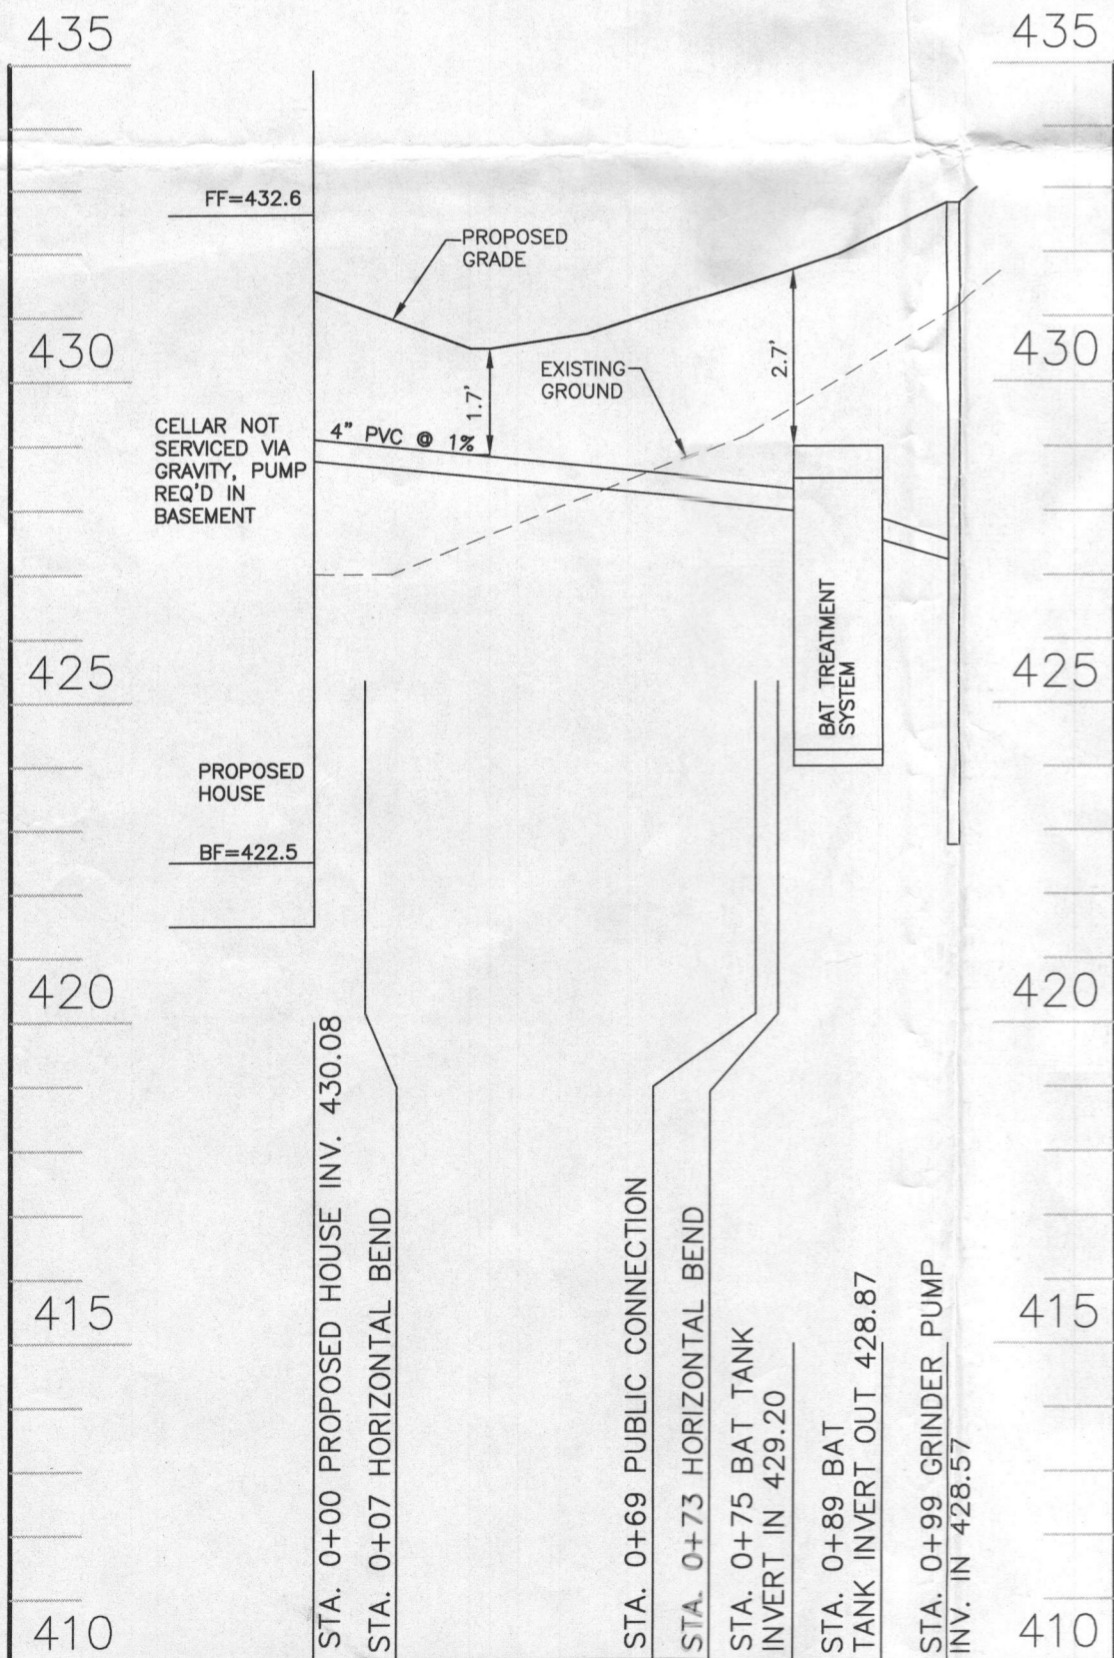 435
435
FF=432.6
PROPOSED
GRADE
430
430
EXISTING
GROUND
1.7'
2.7'
CELLAR NOT
SERVICED VIA
GRAVITY, PUMP
REQ'D IN
BASEMENT
4" PVC @ 1%
425
425
BAT TREATMENT
SYSTEM
PROPOSED
HOUSE
BF=422.5
420
420
415
415
STA. 0+00 PROPOSED HOUSE INV. 430.08
STA. 0+07 HORIZONTAL BEND
STA. 0+69 PUBLIC CONNECTION
STA. 0+73 HORIZONTAL BEND
STA. 0+75 BAT TANK
INVERT IN 429.20
STA. 0+89 BAT
TANK INVERT OUT 428.87
STA. 0+99 GRINDER PUMP
INV. IN 428.57
410
410